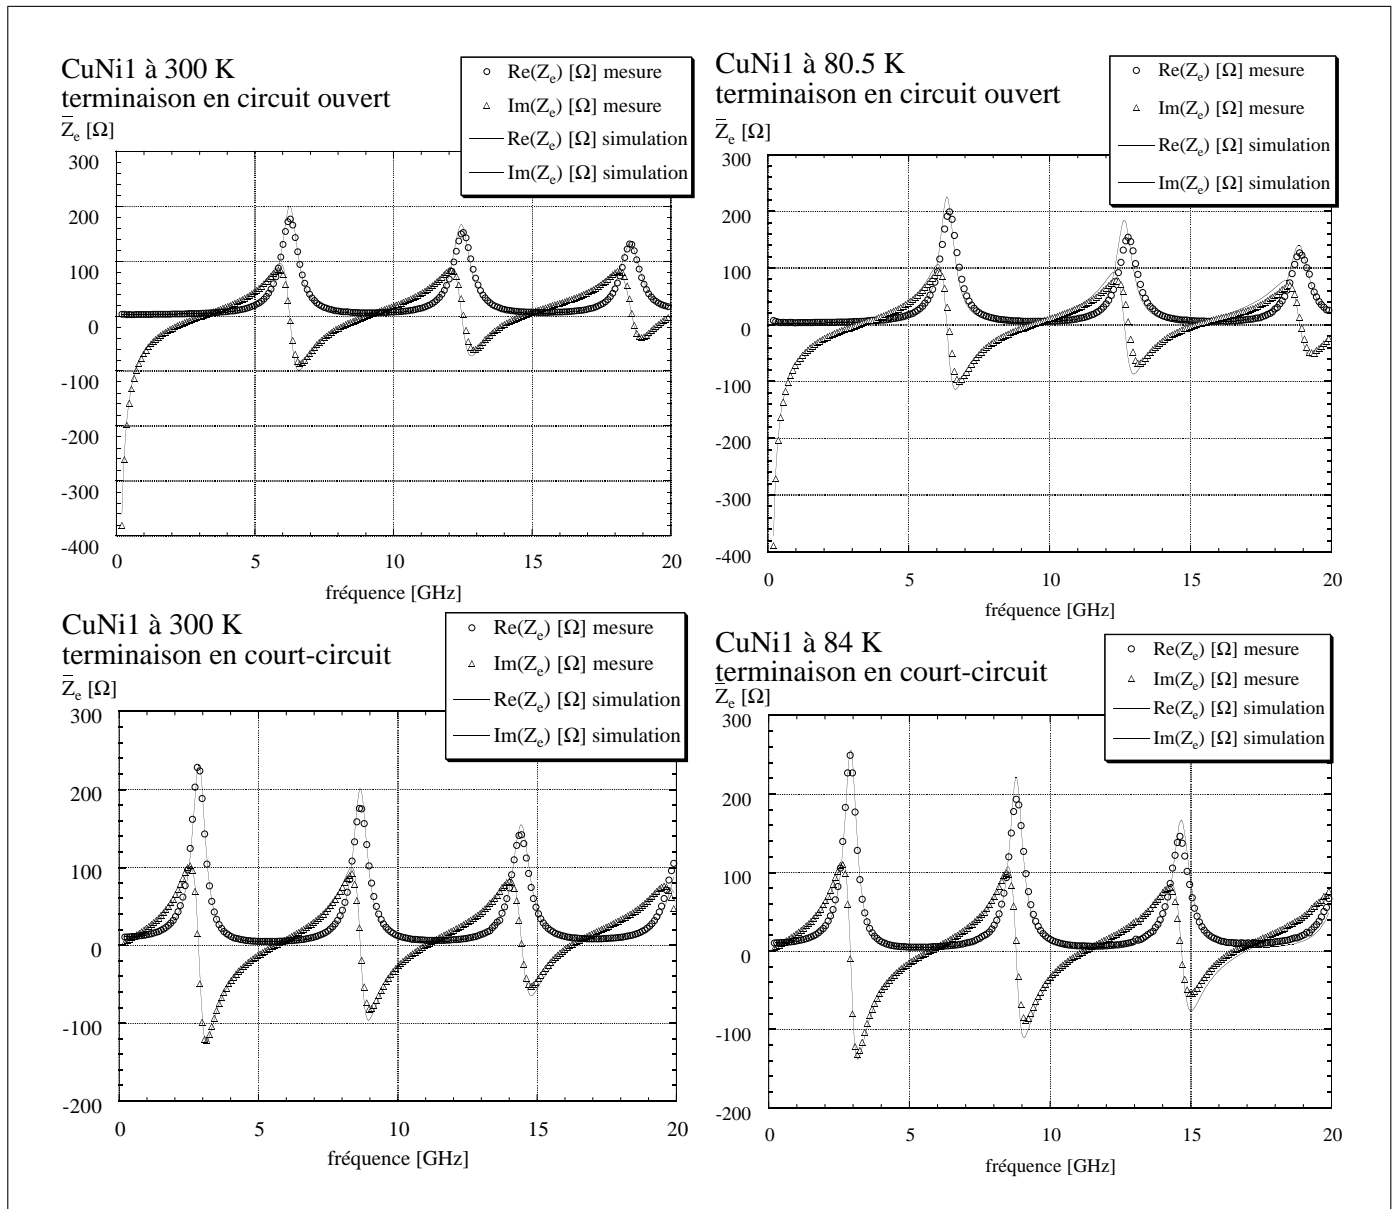 CuNi1 à 300 K
terminaison en circuit ouvert
Z̄e [Ω]
Re(Ze) [Ω] mesure
Im(Ze) [Ω] mesure
Re(Ze) [Ω] simulation
Im(Ze) [Ω] simulation
300
200
100
0
-100
-200
-300
-400
0 5 10 15 20
fréquence [GHz]
CuNi1 à 80.5 K
terminaison en circuit ouvert
Z̄e [Ω]
Re(Ze) [Ω] mesure
Im(Ze) [Ω] mesure
Re(Ze) [Ω] simulation
Im(Ze) [Ω] simulation
300
200
100
0
-100
-200
-300
-400
0 5 10 15 20
fréquence [GHz]
CuNi1 à 300 K
terminaison en court-circuit
Z̄e [Ω]
Re(Ze) [Ω] mesure
Im(Ze) [Ω] mesure
Re(Ze) [Ω] simulation
Im(Ze) [Ω] simulation
300
200
100
0
-100
-200
0 5 10 15 20
fréquence [GHz]
CuNi1 à 84 K
terminaison en court-circuit
Z̄e [Ω]
Re(Ze) [Ω] mesure
Im(Ze) [Ω] mesure
Re(Ze) [Ω] simulation
Im(Ze) [Ω] simulation
300
200
100
0
-100
-200
0 5 10 15 20
fréquence [GHz]